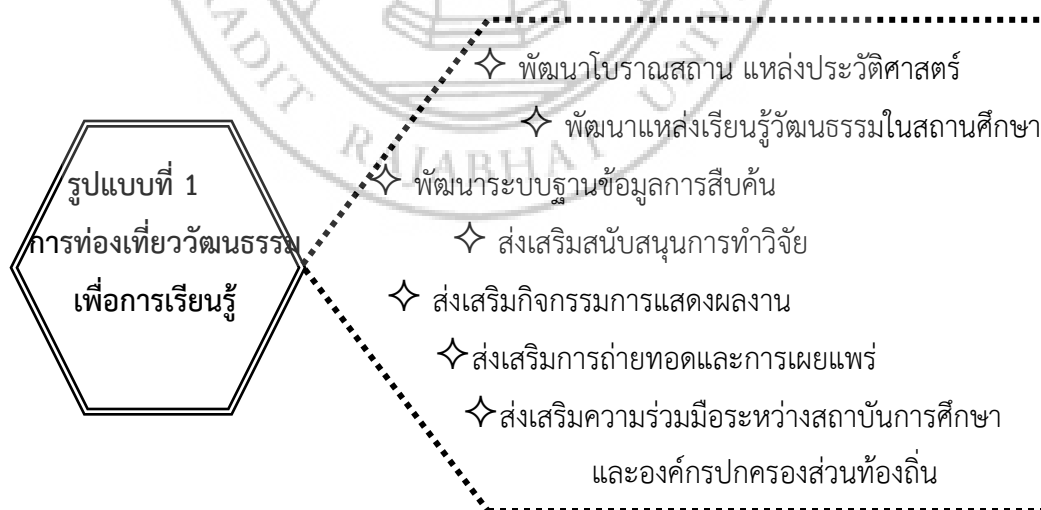 พัฒนาโบราณสถาน แหล่งประวัติศาสตร์
พัฒนาแหล่งเรียนรู้วัฒนธรรมในสถานศึกษา
รูปแบบที่ 1
การท่องเที่ยววัฒนธรรม
เพื่อการเรียนรู้
พัฒนาระบบฐานข้อมูลการสืบค้น
ส่งเสริมสนับสนุนการทำวิจัย
ส่งเสริมกิจกรรมการแสดงผลงาน
ส่งเสริมการถ่ายทอดและการเผยแพร่
ส่งเสริมความร่วมมือระหว่างสถาบันการศึกษา
และองค์กรปกครองส่วนท้องถิ่น
RAJABHAT